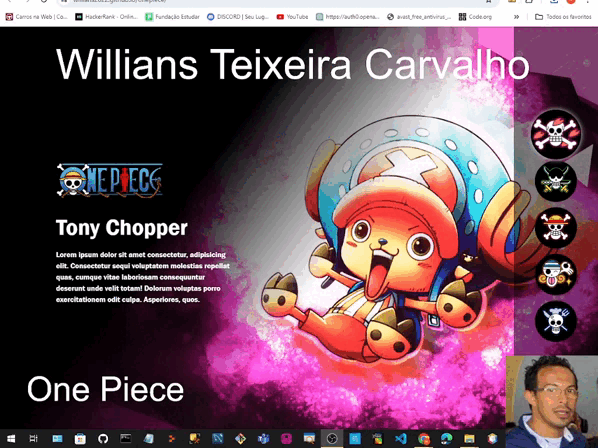 Carros na Web | Co...
HackerRank - Onlin...
Fundação Estudar
DISCORD | Seu Lug...
YouTube
https://auth0.opena...
avast_free_antivirus_...
Code.org
»
Todos os favoritos
Willians Teixeira Carvalho
ONE PIECE
Tony Chopper
Lorem ipsum dolor sit amet consectetur, adipisicing
elit. Consectetur sequi voluptatem molestias repellat
quas, cumque vitae laboriosam consequuntur
deserunt unde velit totam! Dolorum voluptas porro
exercitationem odit culpa. Asperiores, quos.
One Piece